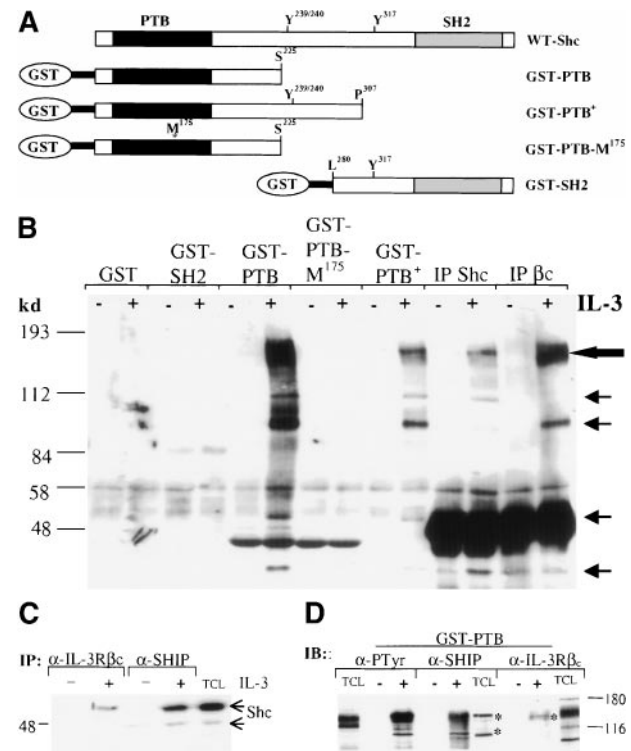 A
PTB Y239/240 Y317 SH2
WT-Shc
S225
GST GST-PTB
Y239/240 P307
GST GST-PTB+
M175 S225
GST GST-PTB-M175
L280 Y317
GST GST-SH2
B
GST GST-SH2 GST-PTB GST-PTB-M175 GST-PTB+ IP Shc IP βc
kd - + - + - + - + - + - + - + IL-3
193
112
84
58
48
C
IP: α-IL-3Rβc α-SHIP
– + – + TCL IL-3
Shc
48
D
GST-PTB
IB:: α-PTyr α-SHIP α-IL-3Rβc
TCL - + - + TCL - + TCL
180
*
*
*
116